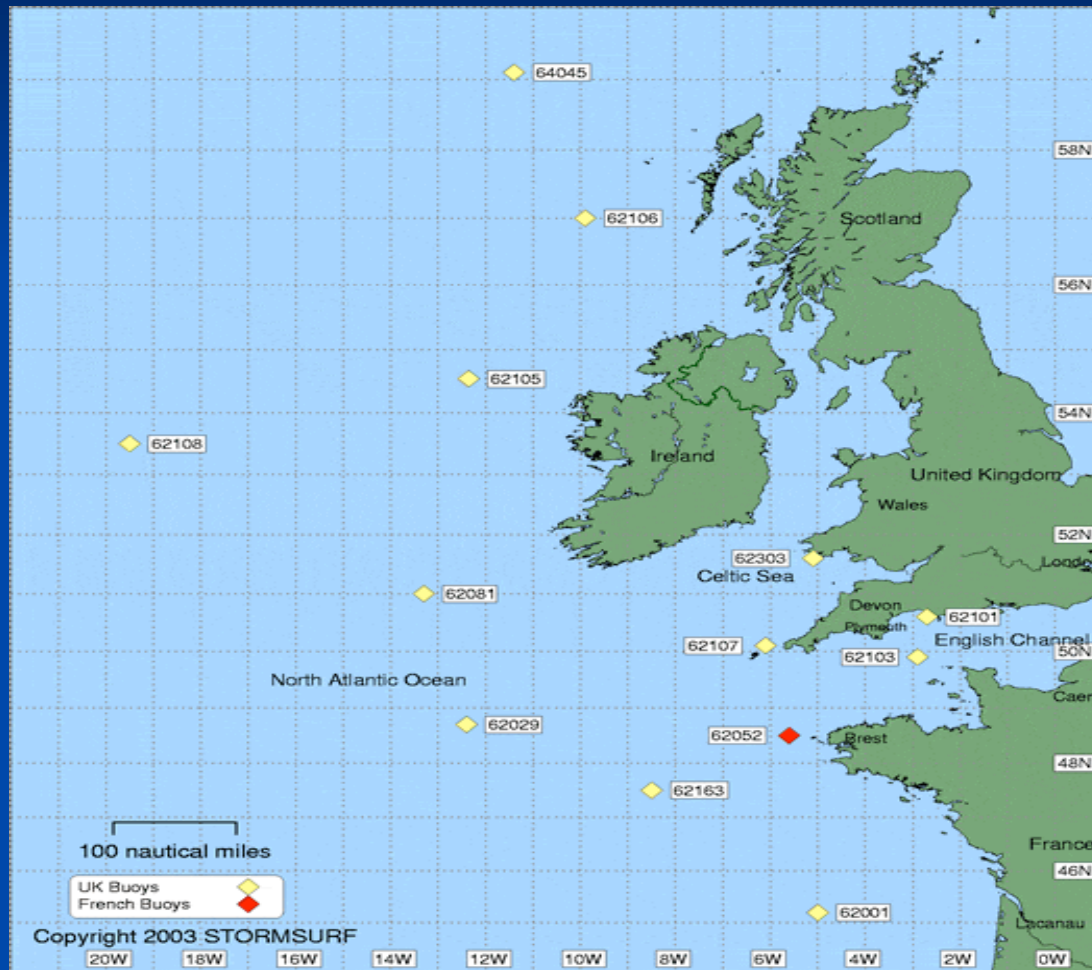 64045
58N
62106
Scotland
56N
62105
54N
62108
Ireland
United Kingdom
Wales
52N
62303
Celtic Sea
Londo
62081
Devon
62101
Plymouth
English Channel
62107
50N
62103
North Atlantic Ocean
Caer
62029
62052
Brest
48N
62163
100 nautical miles
France
46N
UK Buoys
French Buoys
62001
Lacanau
Copyright 2003 STORMSURF
20W 18W 16W 14W 12W 10W 8W 6W 4W 2W 0W